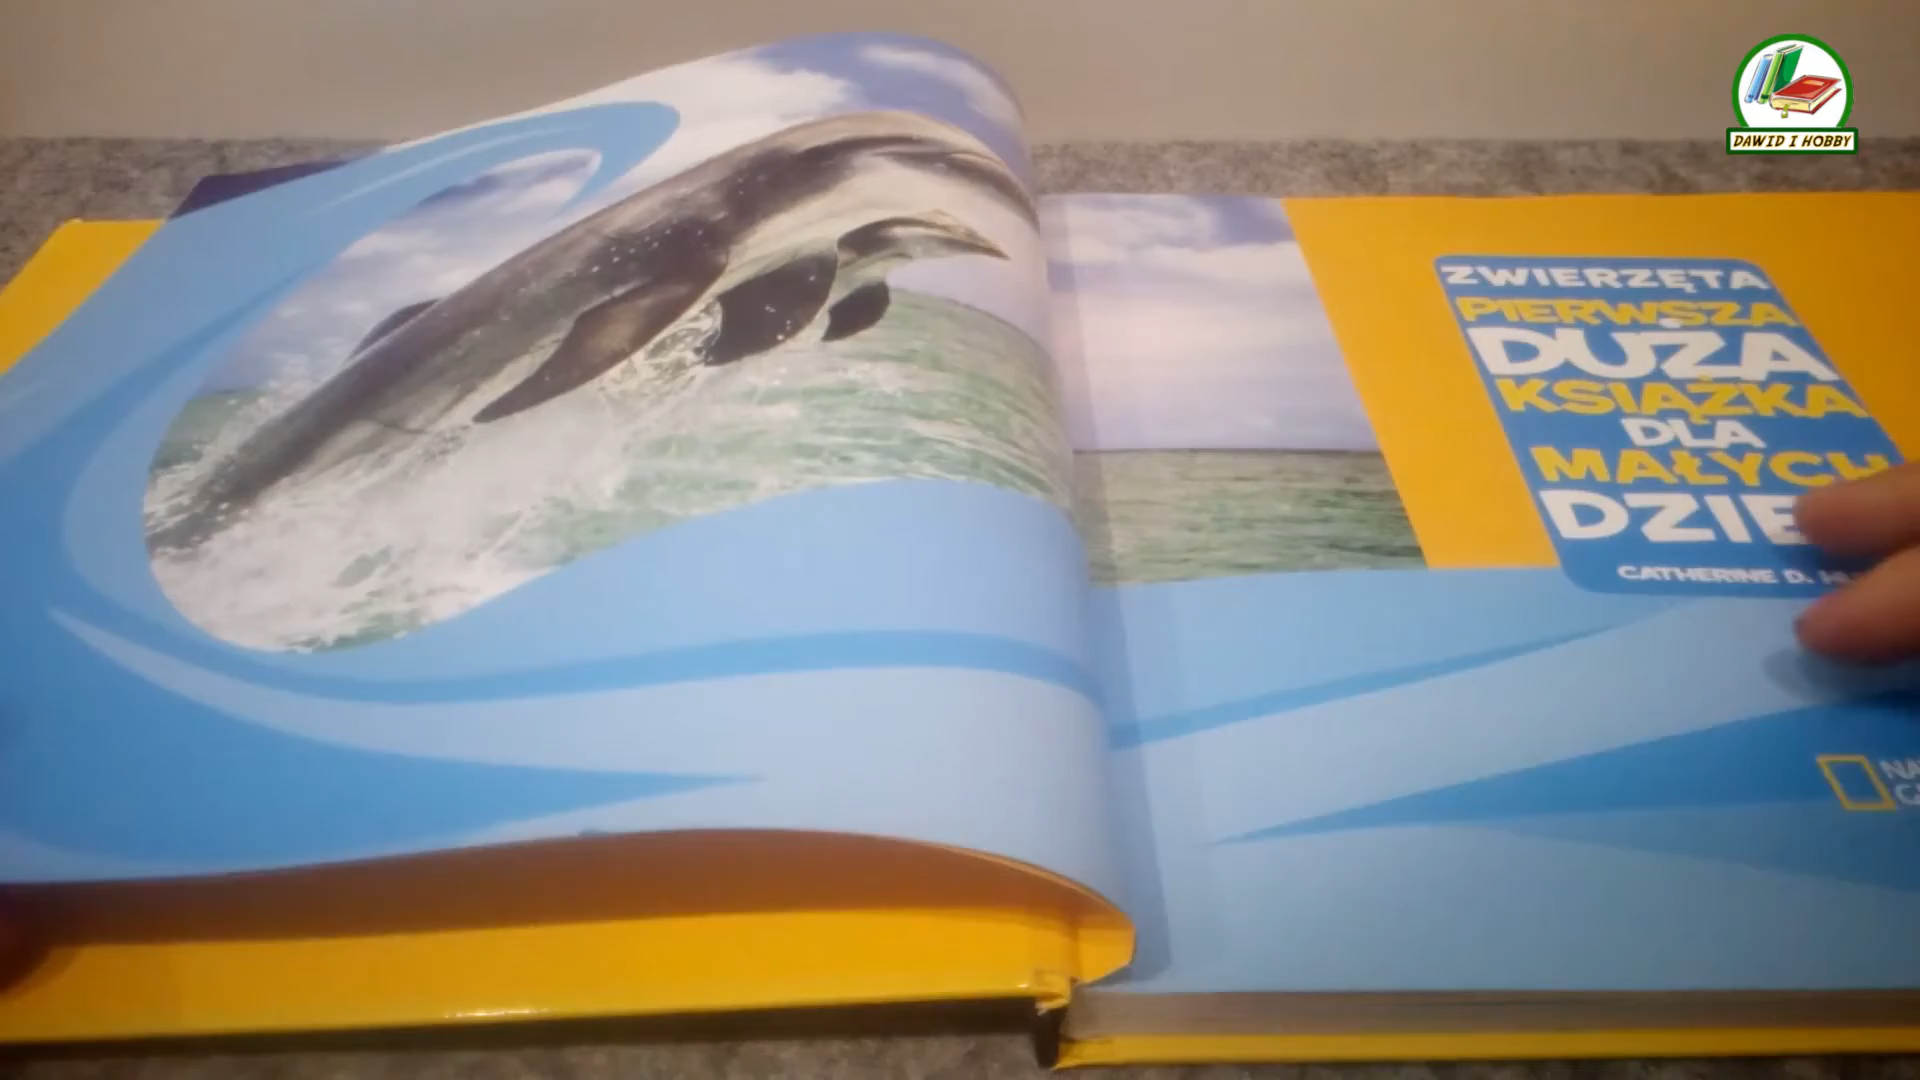 DAWID I HOBBY
ZWIERZĘTA
PIERWSZA
DUŻA
KSIĄŻKA
DLA
MAŁYCH
DZIE
CATHERINE D.